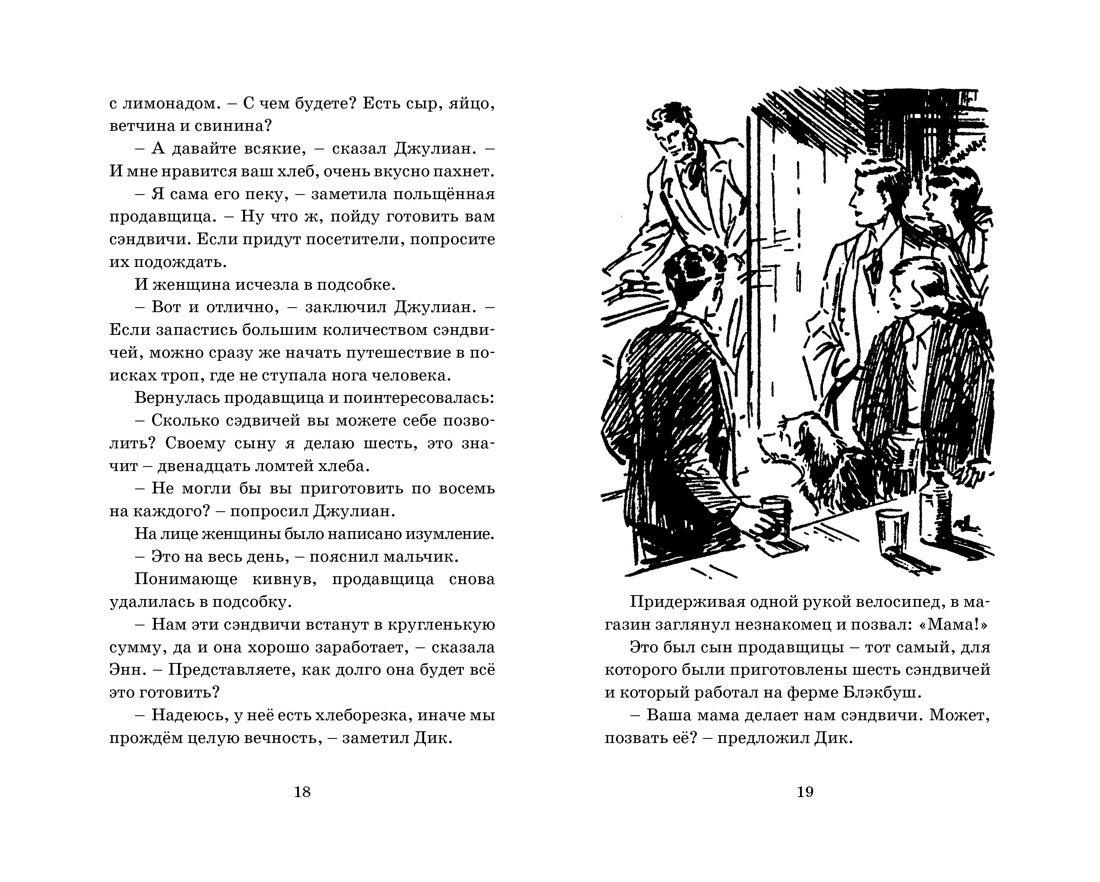 с лимонадом. – С чем будете? Есть сыр, яйцо,
ветчина и свинина?
– А давайте всякие, – сказал Джулиан. –
И мне нравится ваш хлеб, очень вкусно пахнет.
– Я сама его пеку, – заметила польщённая
продавщица. – Ну что ж, пойду готовить вам
сэндвичи. Если придут посетители, попросите
их подождать.
И женщина исчезла в подсобке.
– Вот и отлично, – заключил Джулиан. –
Если запастись большим количеством сэндви-
чей, можно сразу же начать путешествие в по-
исках троп, где не ступала нога человека.
Вернулась продавщица и поинтересовалась:
– Сколько сэдвичей вы можете себе позво-
лить? Своему сыну я делаю шесть, это зна-
чит – двенадцать ломтей хлеба.
– Не могли бы вы приготовить по восемь
на каждого? – попросил Джулиан.
На лице женщины было написано изумление.
– Это на весь день, – пояснил мальчик.
Понимающе кивнув, продавщица снова
удалилась в подсобку.
– Нам эти сэндвичи встанут в кругленькую
сумму, да и она хорошо заработает, – сказала
Энн. – Представляете, как долго она будет всё
это готовить?
– Надеюсь, у неё есть хлеборезка, иначе мы
прождём целую вечность, – заметил Дик.
18
Придерживая одной рукой велосипед, в ма-
газин заглянул незнакомец и позвал: «Мама!»
Это был сын продавщицы – тот самый, для
которого были приготовлены шесть сэндвичей
и который работал на ферме Блэкбуш.
– Ваша мама делает нам сэндвичи. Может,
позвать её? – предложил Дик.
19